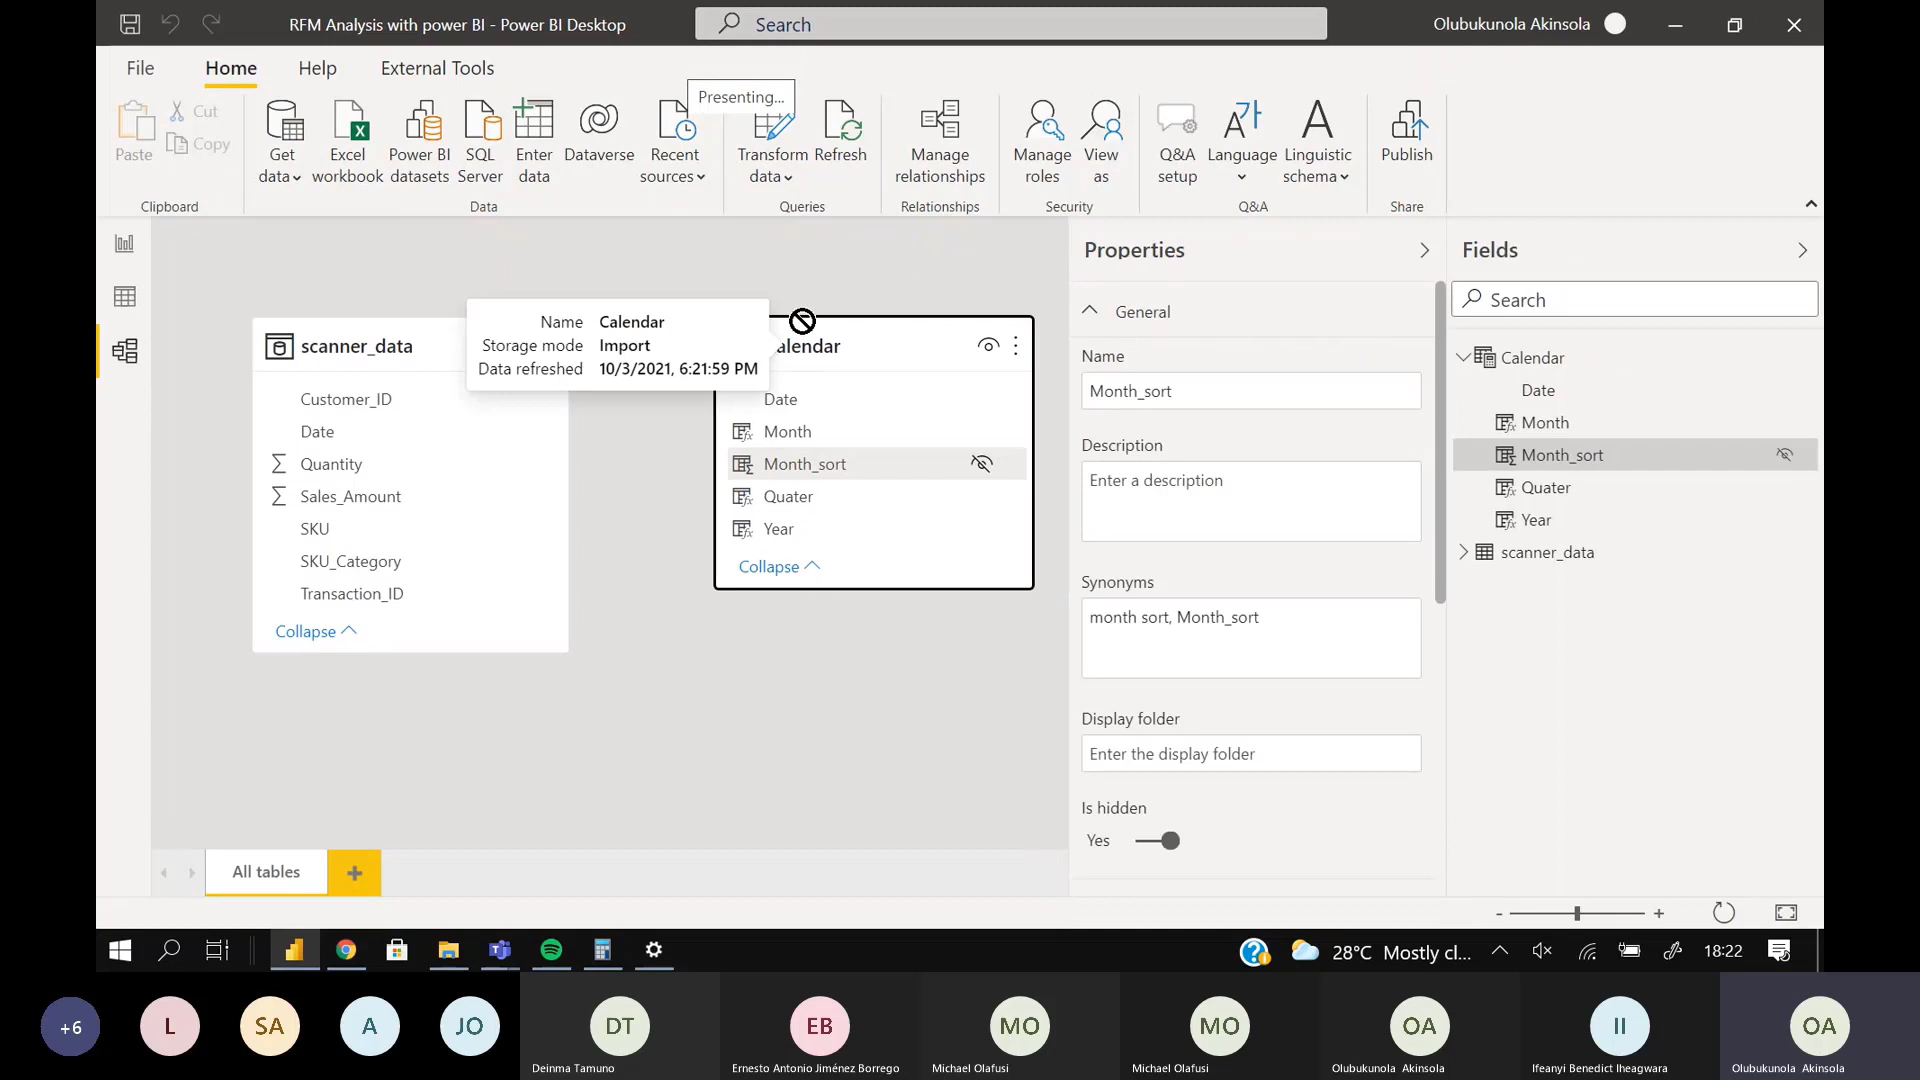 RFM Analysis with power BI - Power BI Desktop
Search
Olubukunola Akinsola
File
Home
Help
External Tools
Presenting...
Paste
Cut
Copy
Get data
Excel workbook
Power BI datasets
SQL Server
Enter data
Dataverse
Recent sources
Transform data
Refresh
Manage relationships
Manage roles
View as
Q&A setup
Language
Linguistic schema
Publish
Clipboard
Data
Queries
Relationships
Security
Q&A
Share
scanner_data
Customer_ID
Date
Quantity
Sales_Amount
SKU
SKU_Category
Transaction_ID
Collapse
Name Calendar
Storage mode Import
Data refreshed 10/3/2021, 6:21:59 PM
alendar
Date
Month
Month_sort
Quater
Year
Collapse
Properties
General
Name
Month_sort
Description
Enter a description
Synonyms
month sort, Month_sort
Display folder
Enter the display folder
Is hidden
Yes
Fields
Search
Calendar
Date
Month
Month_sort
Quater
Year
scanner_data
All tables
28°C Mostly cl...
18:22
+6
L
SA
A
JO
DT
Deinma Tamuno
EB
Ernesto Antonio Jiménez Borrego
MO
Michael Olafusi
MO
Michael Olafusi
OA
Olubukunola Akinsola
II
Ifeanyi Benedict Iheagwara
OA
Olubukunola Akinsola